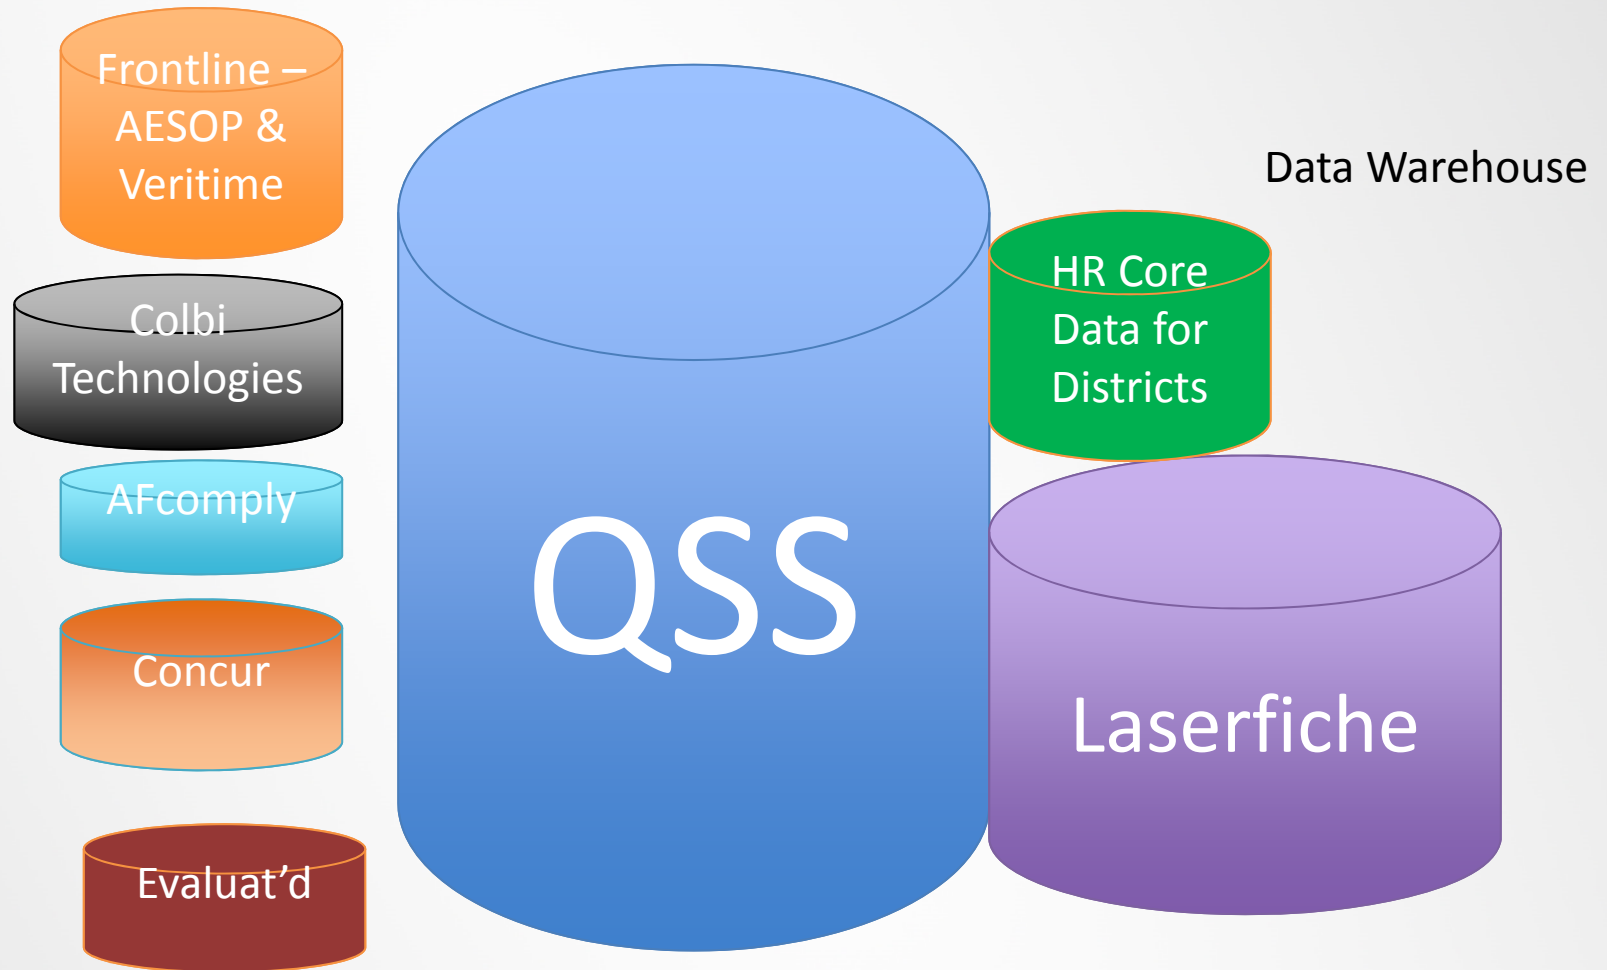 Frontline –
AESOP &
Veritime
Colbi
Technologies
AFcomply
Concur
Evaluat’d
QSS
Data Warehouse
HR Core
Data for
Districts
Laserfiche